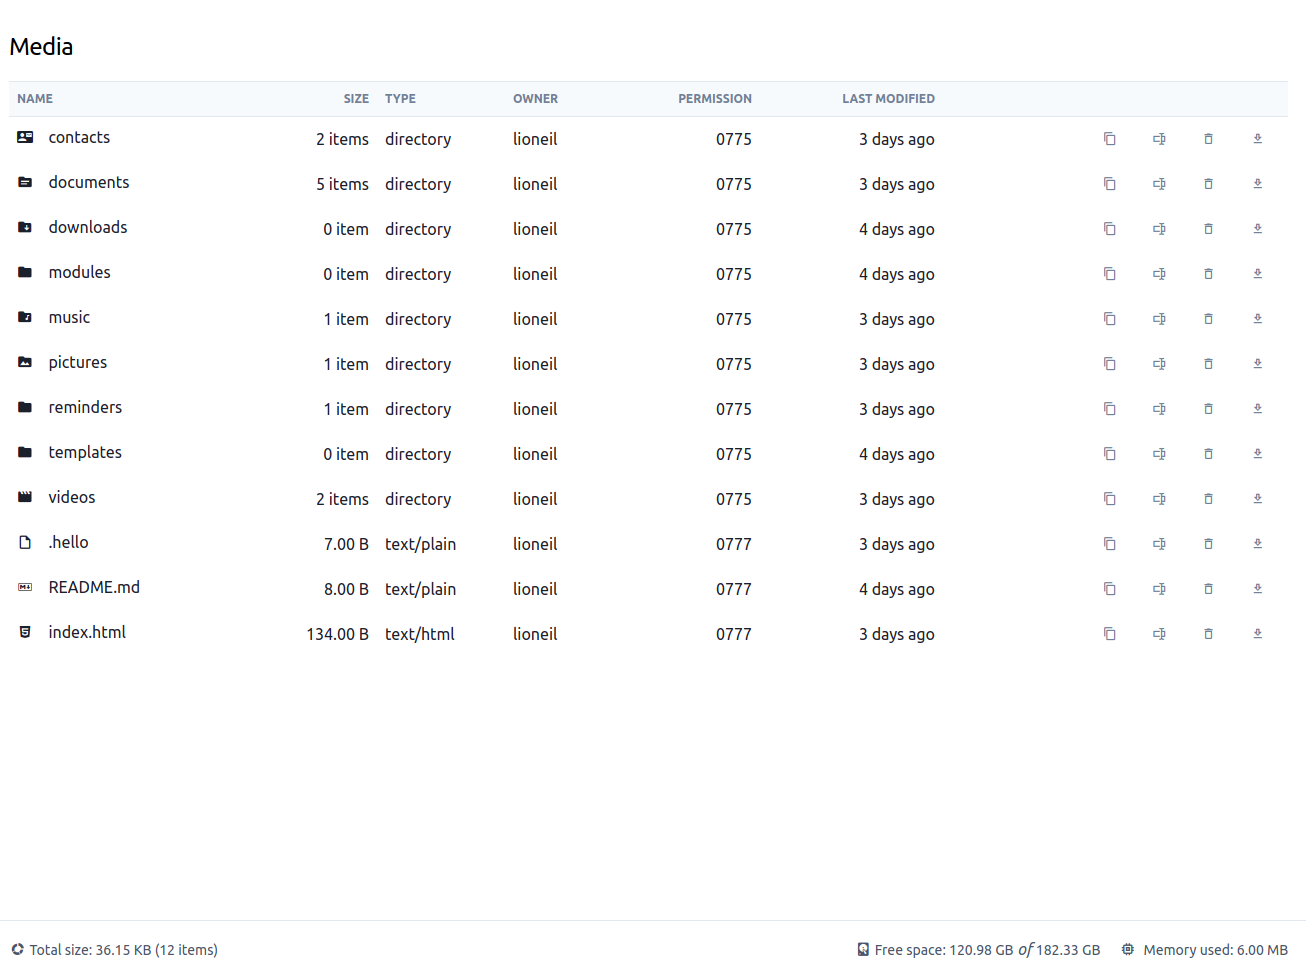 Media
NAME SIZE TYPE OWNER PERMISSION LAST MODIFIED
contacts 2 items directory lioneil 0775 3 days ago
documents 5 items directory lioneil 0775 3 days ago
downloads 0 item directory lioneil 0775 4 days ago
modules 0 item directory lioneil 0775 4 days ago
music 1 item directory lioneil 0775 3 days ago
pictures 1 item directory lioneil 0775 3 days ago
reminders 1 item directory lioneil 0775 3 days ago
templates 0 item directory lioneil 0775 4 days ago
videos 2 items directory lioneil 0775 3 days ago
.hello 7.00 B text/plain lioneil 0777 3 days ago
README.md 8.00 B text/plain lioneil 0777 4 days ago
index.html 134.00 B text/html lioneil 0777 3 days ago
Total size: 36.15 KB (12 items) Free space: 120.98 GB of 182.33 GB Memory used: 6.00 MB